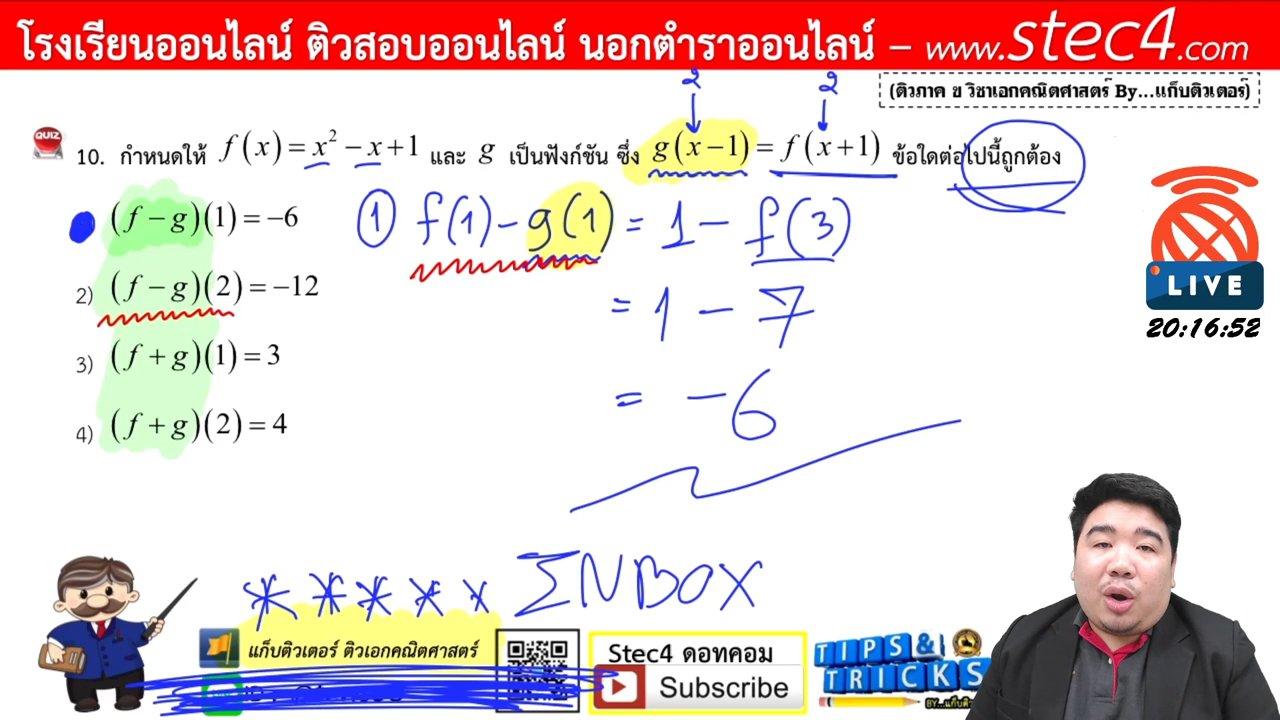 โรงเรียนออนไลน์ ติวสอบออนไลน์ นอกตำราออนไลน์ – www.stec4.com
(ติวภาค ข วิชาเอกคณิตศาสตร์ By...แก๊บติวเตอร์)
2 2
QUIZ
10. กำหนดให้ f(x) = x² − x + 1 และ g เป็นฟังก์ชัน ซึ่ง g(x−1) = f(x+1) ข้อใดต่อไปนี้ถูกต้อง
(f − g)(1) = −6
① f(1) − g(1) = 1 − f(3)
2) (f − g)(2) = −12
= 1 − 7
3) (f + g)(1) = 3
= −6
4) (f + g)(2) = 4
LIVE
20:16:52
***** INBOX
แก๊บติวเตอร์ ติวเอกคณิตศาสตร์
Stec4 ดอทคอม
Subscribe
TIPS &
TRICKS